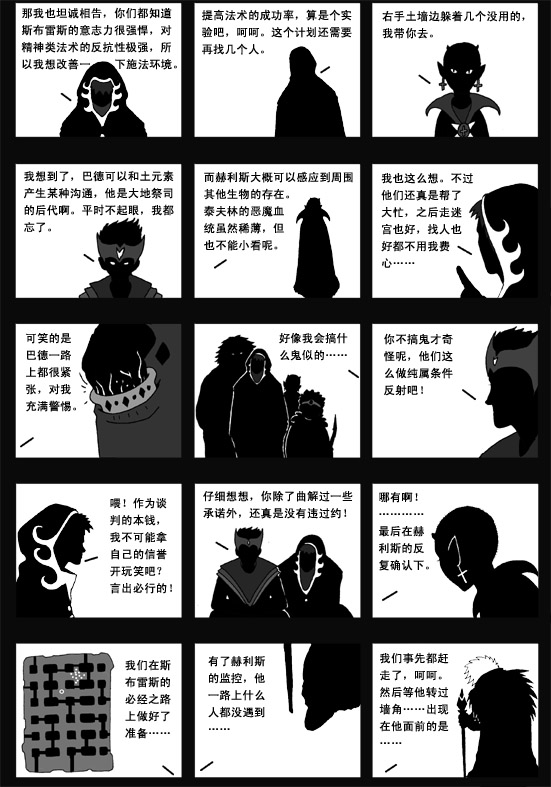 那我也坦诚相告，你们都知道
斯布雷斯的意志力很强悍，对
精神类法术的反抗性极强，所
以我想改善一　　下施法环境。
提高法术的成功率，算是个实
验吧，呵呵。这个计划还需要
再找几个人。
右手土墙边躲着几个没用的，
我带你去。
我想到了，巴德可以和土元素
产生某种沟通，他是大地祭司
的后代啊。平时不起眼，我都
忘了。
而赫利斯大概可以感应到周围
其他生物的存在。
泰夫林的恶魔血
统虽然稀薄，但
也不能小看呢。
我也这么想。不过
他们还真是帮了
大忙，之后走迷
宫也好，找人也
好都不用我费
心……
可笑的是
巴德一路
上都很紧
张，对我
充满警惕。
好像我会搞什
么鬼似的……
你不搞鬼才奇
怪呢，他们这
么做纯属条件
反射吧！
喂！作为谈
判的本钱，
我不可能拿
自己的信誉
开玩笑吧？
言出必行的！
仔细想想，你除了曲解过一些
承诺外，还真是没有违过约！
哪有啊！
…………
最后在赫
利斯的反
复确认下。
我们在斯
布雷斯的
必经之路
上做好了
准备……
有了赫利斯
的监控，他
一路上什么
人都没遇到
……
我们事先都赶
走了，呵呵。
然后等他转过
墙角……出现
在他面前的是
……